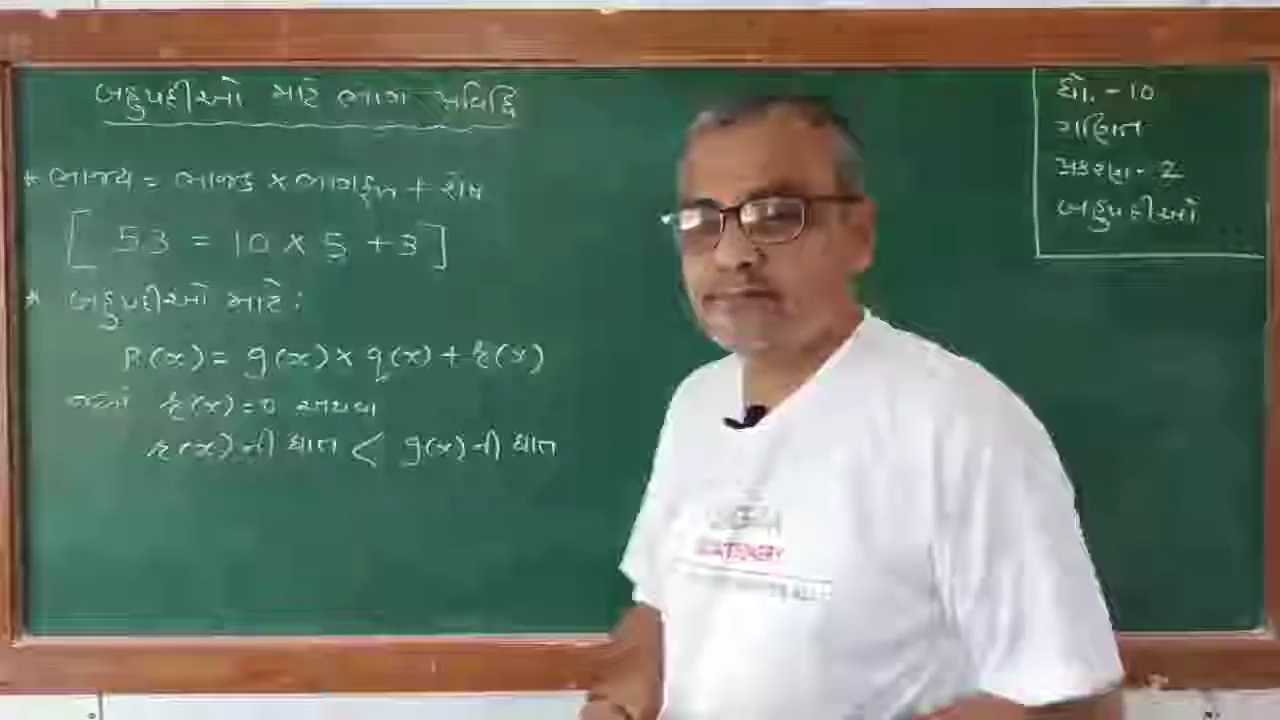 બહુપદીઓ માટે ભાગ પ્રવિધિ
* ભાજ્ય = ભાજક × ભાગફળ + શેષ
[ 53 = 10 × 5 + 3 ]
* બહુપદીઓ માટે:
P(x) = g(x) × q(x) + r(x)
જ્યાં r(x) = 0 અથવા
r(x) ની ઘાત < g(x) ની ઘાત
ધો. - 10
ગણિત
પ્રકરણ - 2
બહુપદીઓ
STATIONERY